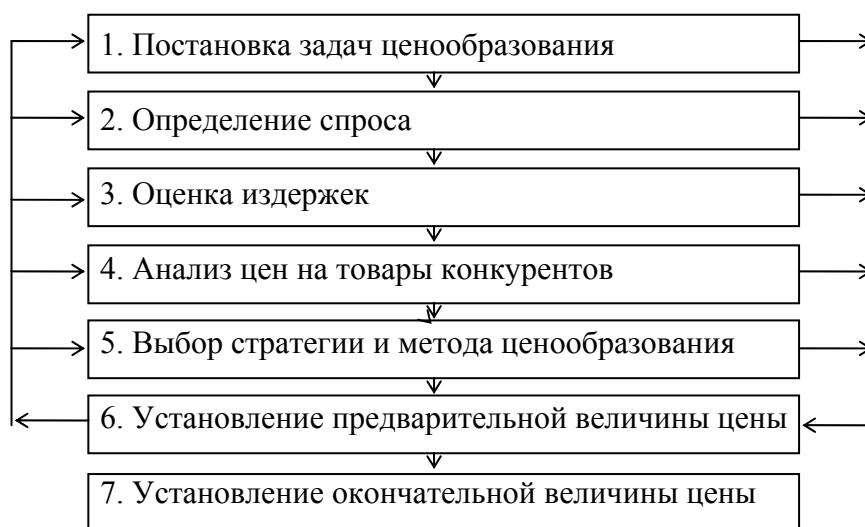 1. Постановка задач ценообразования
2. Определение спроса
3. Оценка издержек
4. Анализ цен на товары конкурентов
5. Выбор стратегии и метода ценообразования
6. Установление предварительной величины цены
7. Установление окончательной величины цены